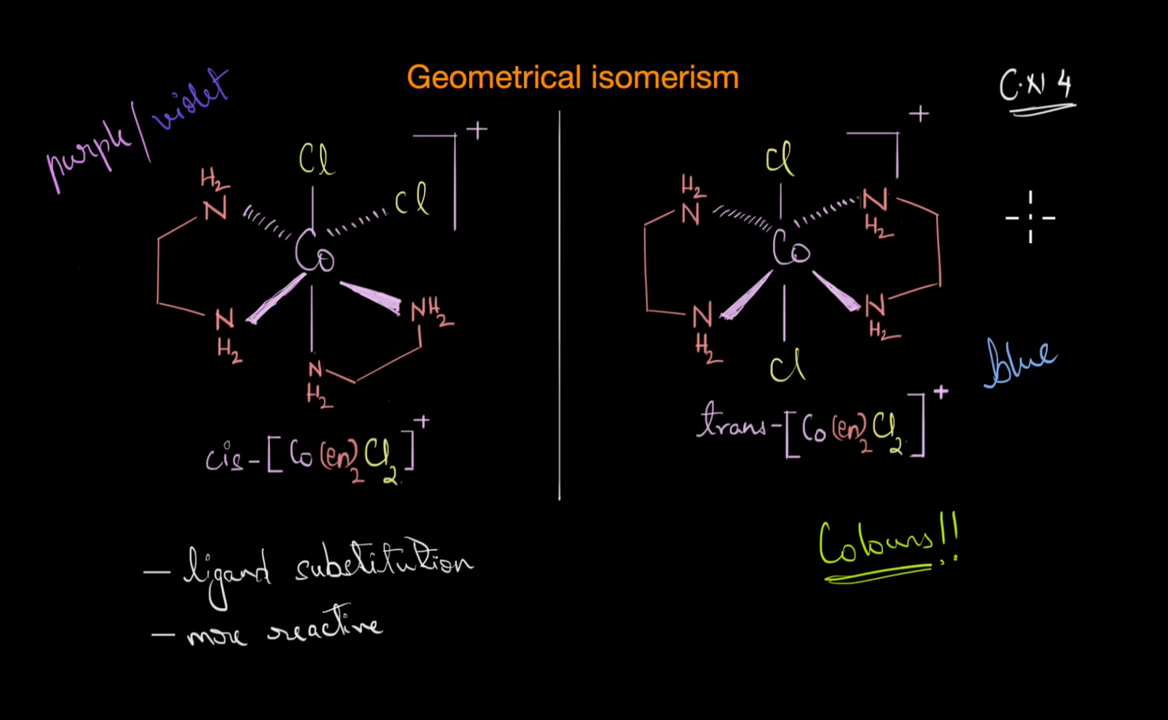 Geometrical isomerism
C.N 4
purple/violet
Cl
Cl
+
H2
N
Co
N
H2
NH2
N
H2
cis-[Co(en)2Cl2]+
Cl
+
H2
N
N
H2
Co
N
H2
N
H2
Cl
blue
trans-[Co(en)2Cl2]+
Colours!!
- ligand substitution
- more reactive